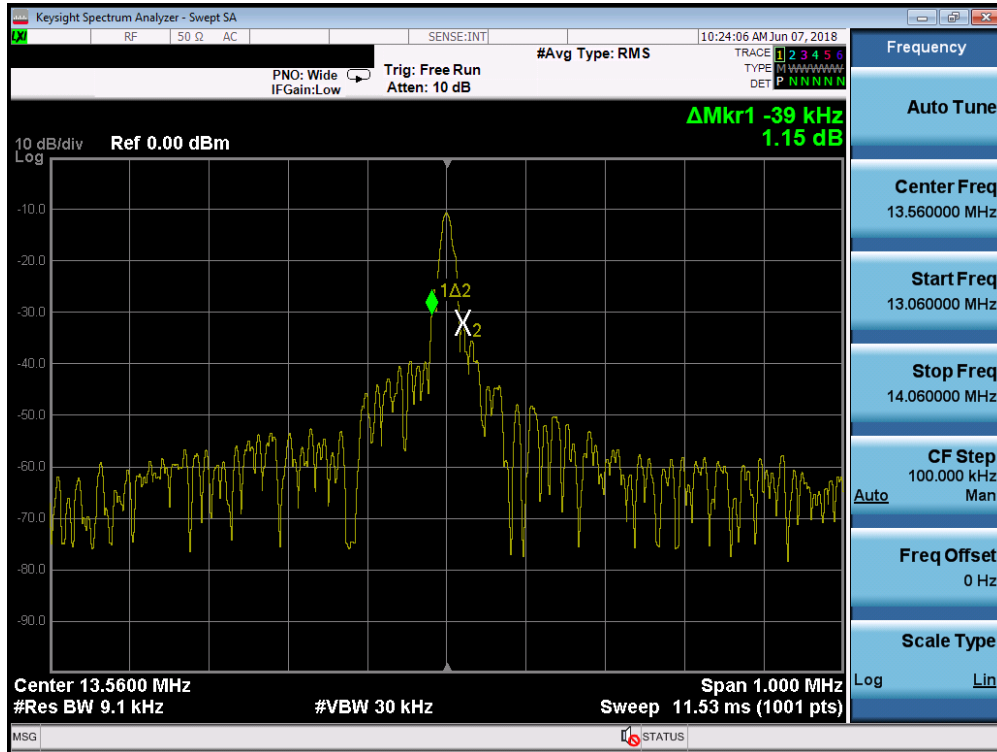 Keysight Spectrum Analyzer - Swept SA
LXI RF 50 Ω AC SENSE:INT 10:24:06 AM Jun 07, 2018
#Avg Type: RMS
TRACE 1 2 3 4 5 6
PNO: Wide Trig: Free Run TYPE M WWWWW
IFGain:Low Atten: 10 dB DET P N N N N N
ΔMkr1 -39 kHz
1.15 dB
10 dB/div Ref 0.00 dBm
Log
-10.0
-20.0
1Δ2
-30.0
X2
-40.0
-50.0
-60.0
-70.0
-80.0
-90.0
Center 13.5600 MHz Span 1.000 MHz
#Res BW 9.1 kHz #VBW 30 kHz Sweep 11.53 ms (1001 pts)
MSG STATUS
Frequency
Auto Tune
Center Freq
13.560000 MHz
Start Freq
13.060000 MHz
Stop Freq
14.060000 MHz
CF Step
100.000 kHz
Auto Man
Freq Offset
0 Hz
Scale Type
Log Lin